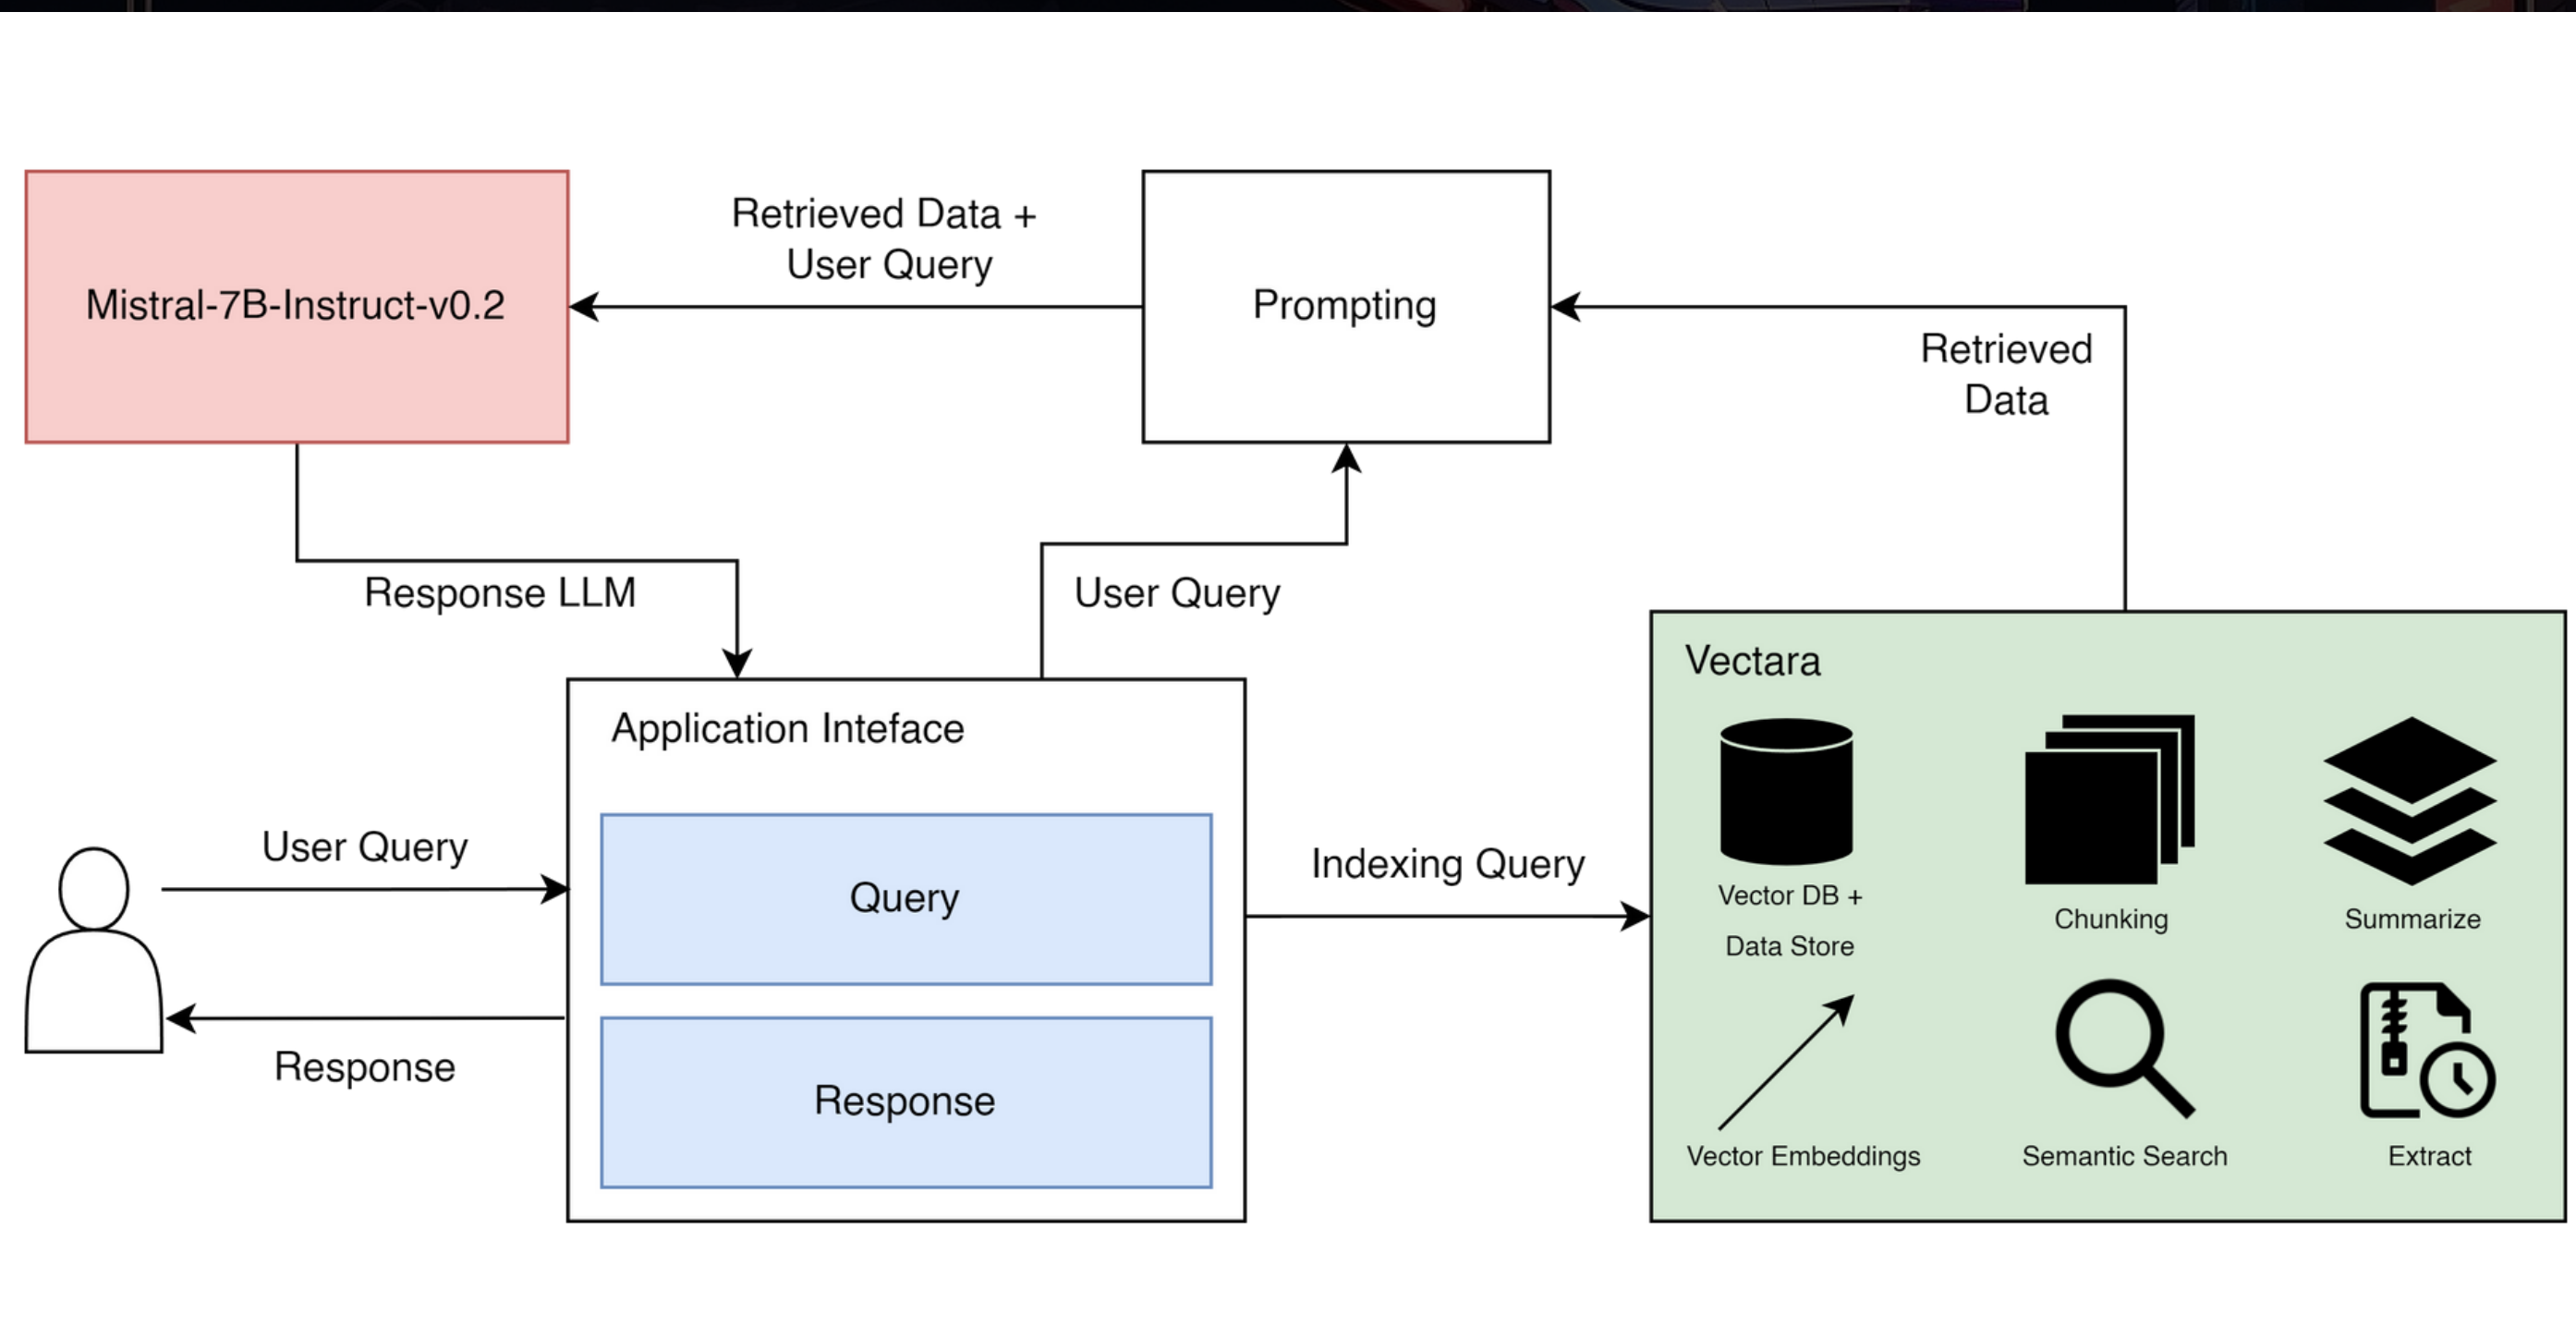 Mistral-7B-Instruct-v0.2
Retrieved Data +
User Query
Prompting
Retrieved
Data
Response LLM
User Query
Application Inteface
Query
Response
User Query
Response
Indexing Query
Vectara
Vector DB +
Data Store
Chunking
Summarize
Vector Embeddings
Semantic Search
Extract